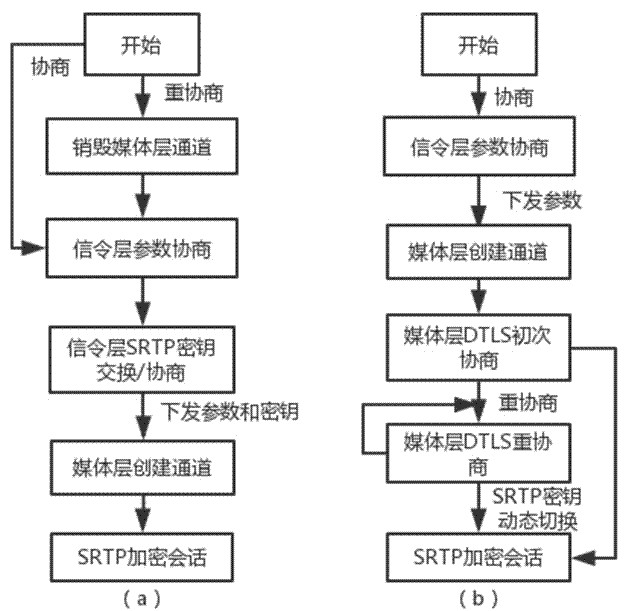 开始
协商
重协商
销毁媒体层通道
信令层参数协商
信令层SRTP密钥
交换/协商
下发参数和密钥
媒体层创建通道
SRTP加密会话
(a)
开始
协商
信令层参数协商
下发参数
媒体层创建通道
媒体层DTLS初次
协商
重协商
媒体层DTLS重协
商
SRTP密钥
动态切换
SRTP加密会话
(b)